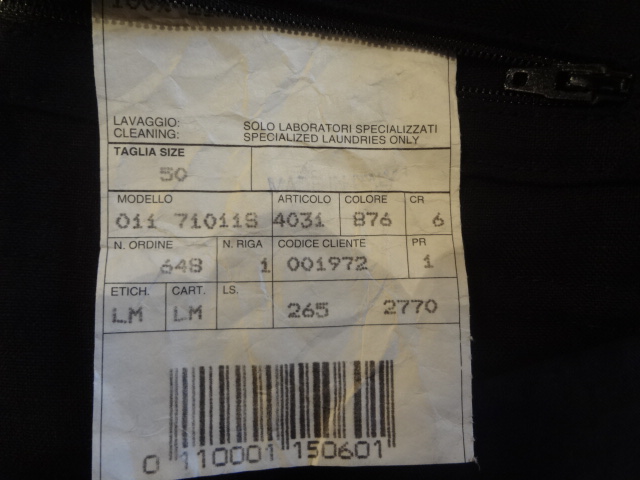 100%
LAVAGGIO: SOLO LABORATORI SPECIALIZZATI
CLEANING: SPECIALIZED LAUNDRIES ONLY
TAGLIA SIZE
50
MODELLO ARTICOLO COLORE CR
011 710118 4031 876 6
N. ORDINE N. RIGA CODICE CLIENTE PR
648 1 001972 1
ETICH. CART. LS.
LM LM 265 2770
0 110001 150601